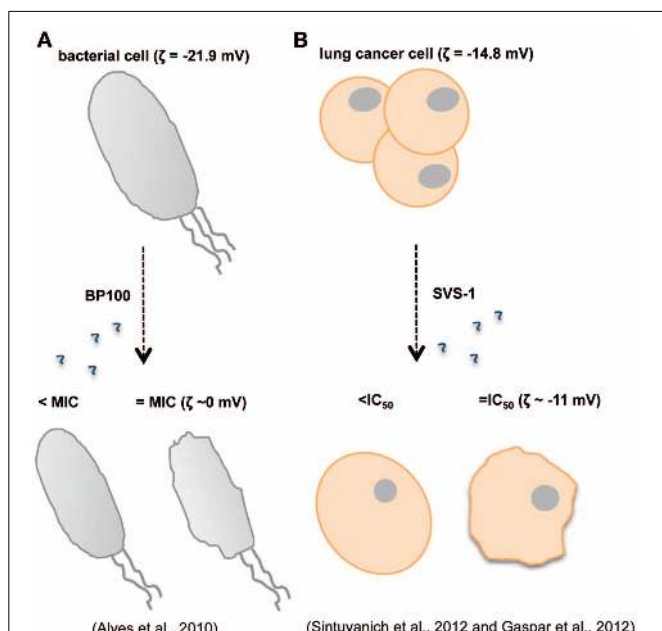 A
bacterial cell (ζ = -21.9 mV)
BP100
< MIC = MIC (ζ ~0 mV)
(Alves et al., 2010)
B
lung cancer cell (ζ = -14.8 mV)
SVS-1
<IC50 =IC50 (ζ ~ -11 mV)
(Sintuvanich et al., 2012 and Gaspar et al., 2012)